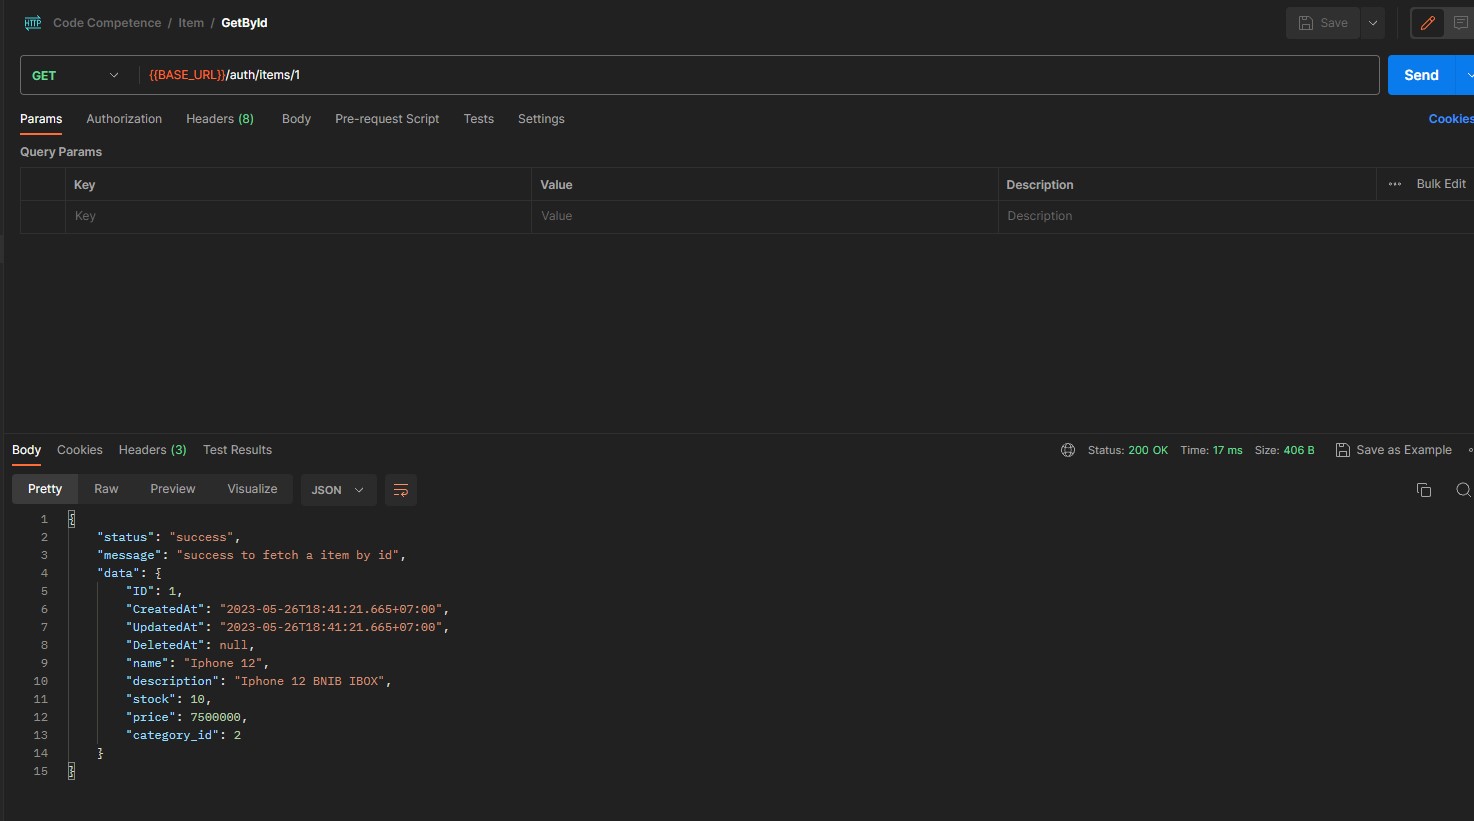 HTTP Code Competence / Item / GetById Save
GET {{BASE_URL}}/auth/items/1 Send
Params Authorization Headers (8) Body Pre-request Script Tests Settings Cookies
Query Params
Key Value Description ••• Bulk Edit
Key Value Description
Body Cookies Headers (3) Test Results Status: 200 OK Time: 17 ms Size: 406 B Save as Example
Pretty Raw Preview Visualize JSON
1 {
2 "status": "success",
3 "message": "success to fetch a item by id",
4 "data": {
5 "ID": 1,
6 "CreatedAt": "2023-05-26T18:41:21.665+07:00",
7 "UpdatedAt": "2023-05-26T18:41:21.665+07:00",
8 "DeletedAt": null,
9 "name": "Iphone 12",
10 "description": "Iphone 12 BNIB IBOX",
11 "stock": 10,
12 "price": 7500000,
13 "category_id": 2
14 }
15 }